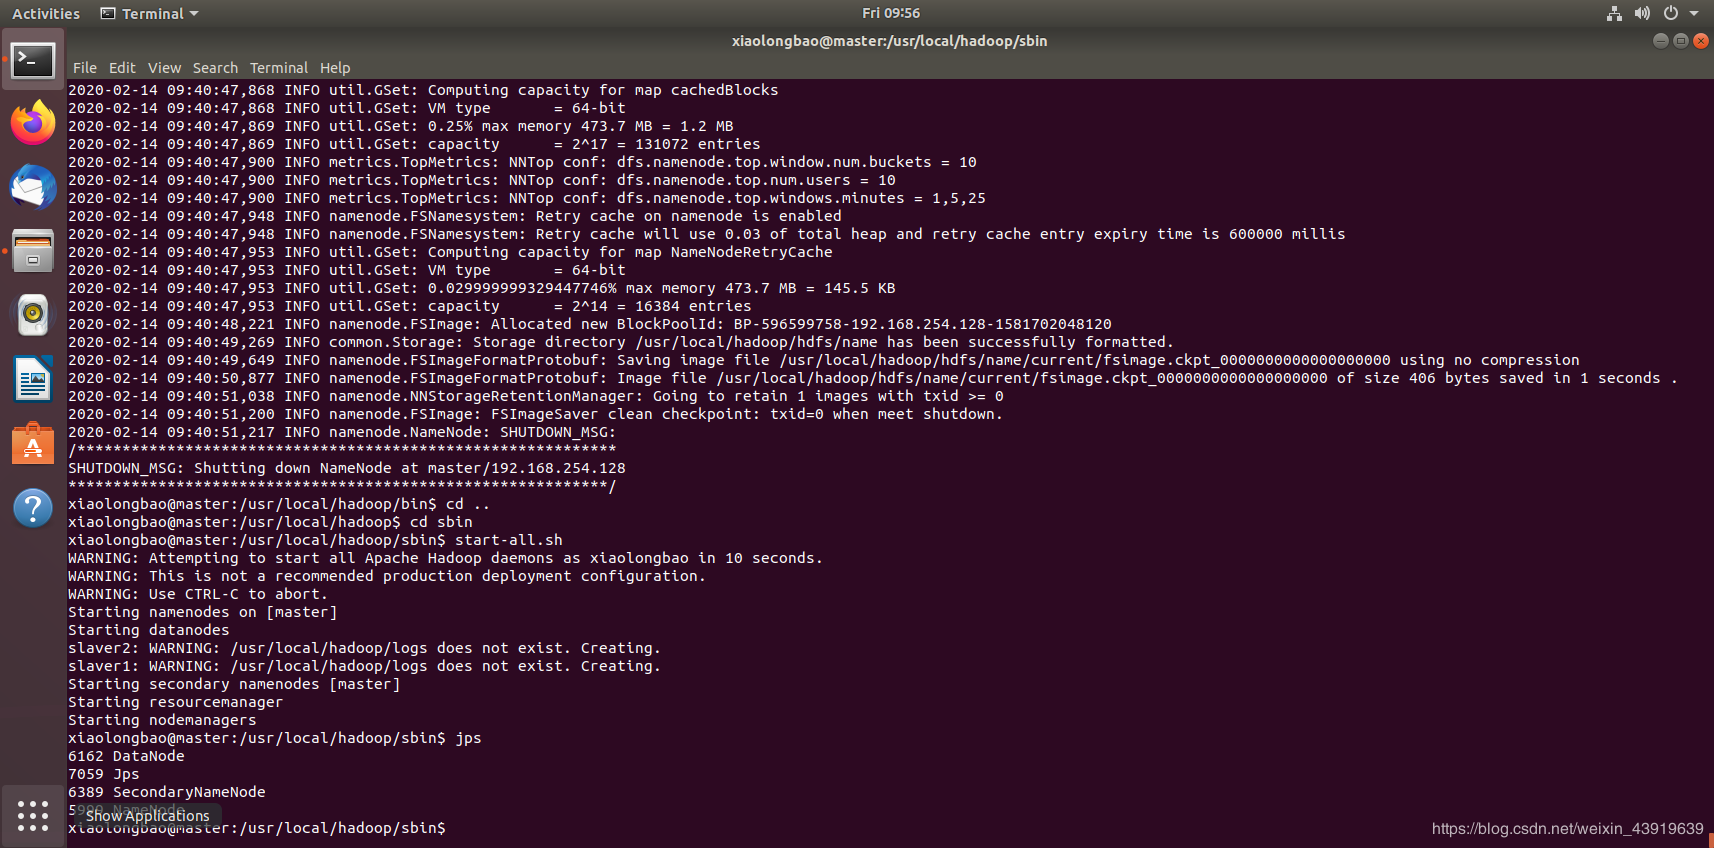 Activities Terminal Fri 09:56
xiaolongbao@master:/usr/local/hadoop/sbin
File Edit View Search Terminal Help
2020-02-14 09:40:47,868 INFO util.GSet: Computing capacity for map cachedBlocks
2020-02-14 09:40:47,868 INFO util.GSet: VM type       = 64-bit
2020-02-14 09:40:47,869 INFO util.GSet: 0.25% max memory 473.7 MB = 1.2 MB
2020-02-14 09:40:47,869 INFO util.GSet: capacity      = 2^17 = 131072 entries
2020-02-14 09:40:47,900 INFO metrics.TopMetrics: NNTop conf: dfs.namenode.top.window.num.buckets = 10
2020-02-14 09:40:47,900 INFO metrics.TopMetrics: NNTop conf: dfs.namenode.top.num.users = 10
2020-02-14 09:40:47,900 INFO metrics.TopMetrics: NNTop conf: dfs.namenode.top.windows.minutes = 1,5,25
2020-02-14 09:40:47,948 INFO namenode.FSNamesystem: Retry cache on namenode is enabled
2020-02-14 09:40:47,948 INFO namenode.FSNamesystem: Retry cache will use 0.03 of total heap and retry cache entry expiry time is 600000 millis
2020-02-14 09:40:47,953 INFO util.GSet: Computing capacity for map NameNodeRetryCache
2020-02-14 09:40:47,953 INFO util.GSet: VM type       = 64-bit
2020-02-14 09:40:47,953 INFO util.GSet: 0.029999999329447746% max memory 473.7 MB = 145.5 KB
2020-02-14 09:40:47,953 INFO util.GSet: capacity      = 2^14 = 16384 entries
2020-02-14 09:40:48,221 INFO namenode.FSImage: Allocated new BlockPoolId: BP-596599758-192.168.254.128-1581702048120
2020-02-14 09:40:49,269 INFO common.Storage: Storage directory /usr/local/hadoop/hdfs/name has been successfully formatted.
2020-02-14 09:40:49,649 INFO namenode.FSImageFormatProtobuf: Saving image file /usr/local/hadoop/hdfs/name/current/fsimage.ckpt_0000000000000000000 using no compression
2020-02-14 09:40:50,877 INFO namenode.FSImageFormatProtobuf: Image file /usr/local/hadoop/hdfs/name/current/fsimage.ckpt_0000000000000000000 of size 406 bytes saved in 1 seconds .
2020-02-14 09:40:51,038 INFO namenode.NNStorageRetentionManager: Going to retain 1 images with txid >= 0
2020-02-14 09:40:51,200 INFO namenode.FSImage: FSImageSaver clean checkpoint: txid=0 when meet shutdown.
2020-02-14 09:40:51,217 INFO namenode.NameNode: SHUTDOWN_MSG:
/************************************************************
SHUTDOWN_MSG: Shutting down NameNode at master/192.168.254.128
************************************************************/
xiaolongbao@master:/usr/local/hadoop/bin$ cd ..
xiaolongbao@master:/usr/local/hadoop$ cd sbin
xiaolongbao@master:/usr/local/hadoop/sbin$ start-all.sh
WARNING: Attempting to start all Apache Hadoop daemons as xiaolongbao in 10 seconds.
WARNING: This is not a recommended production deployment configuration.
WARNING: Use CTRL-C to abort.
Starting namenodes on [master]
Starting datanodes
slaver2: WARNING: /usr/local/hadoop/logs does not exist. Creating.
slaver1: WARNING: /usr/local/hadoop/logs does not exist. Creating.
Starting secondary namenodes [master]
Starting resourcemanager
Starting nodemanagers
xiaolongbao@master:/usr/local/hadoop/sbin$ jps
6162 DataNode
7059 Jps
6389 SecondaryNameNode
NameNode
Show Applications
xiaolongbao@master:/usr/local/hadoop/sbin$
https://blog.csdn.net/weixin_43919639